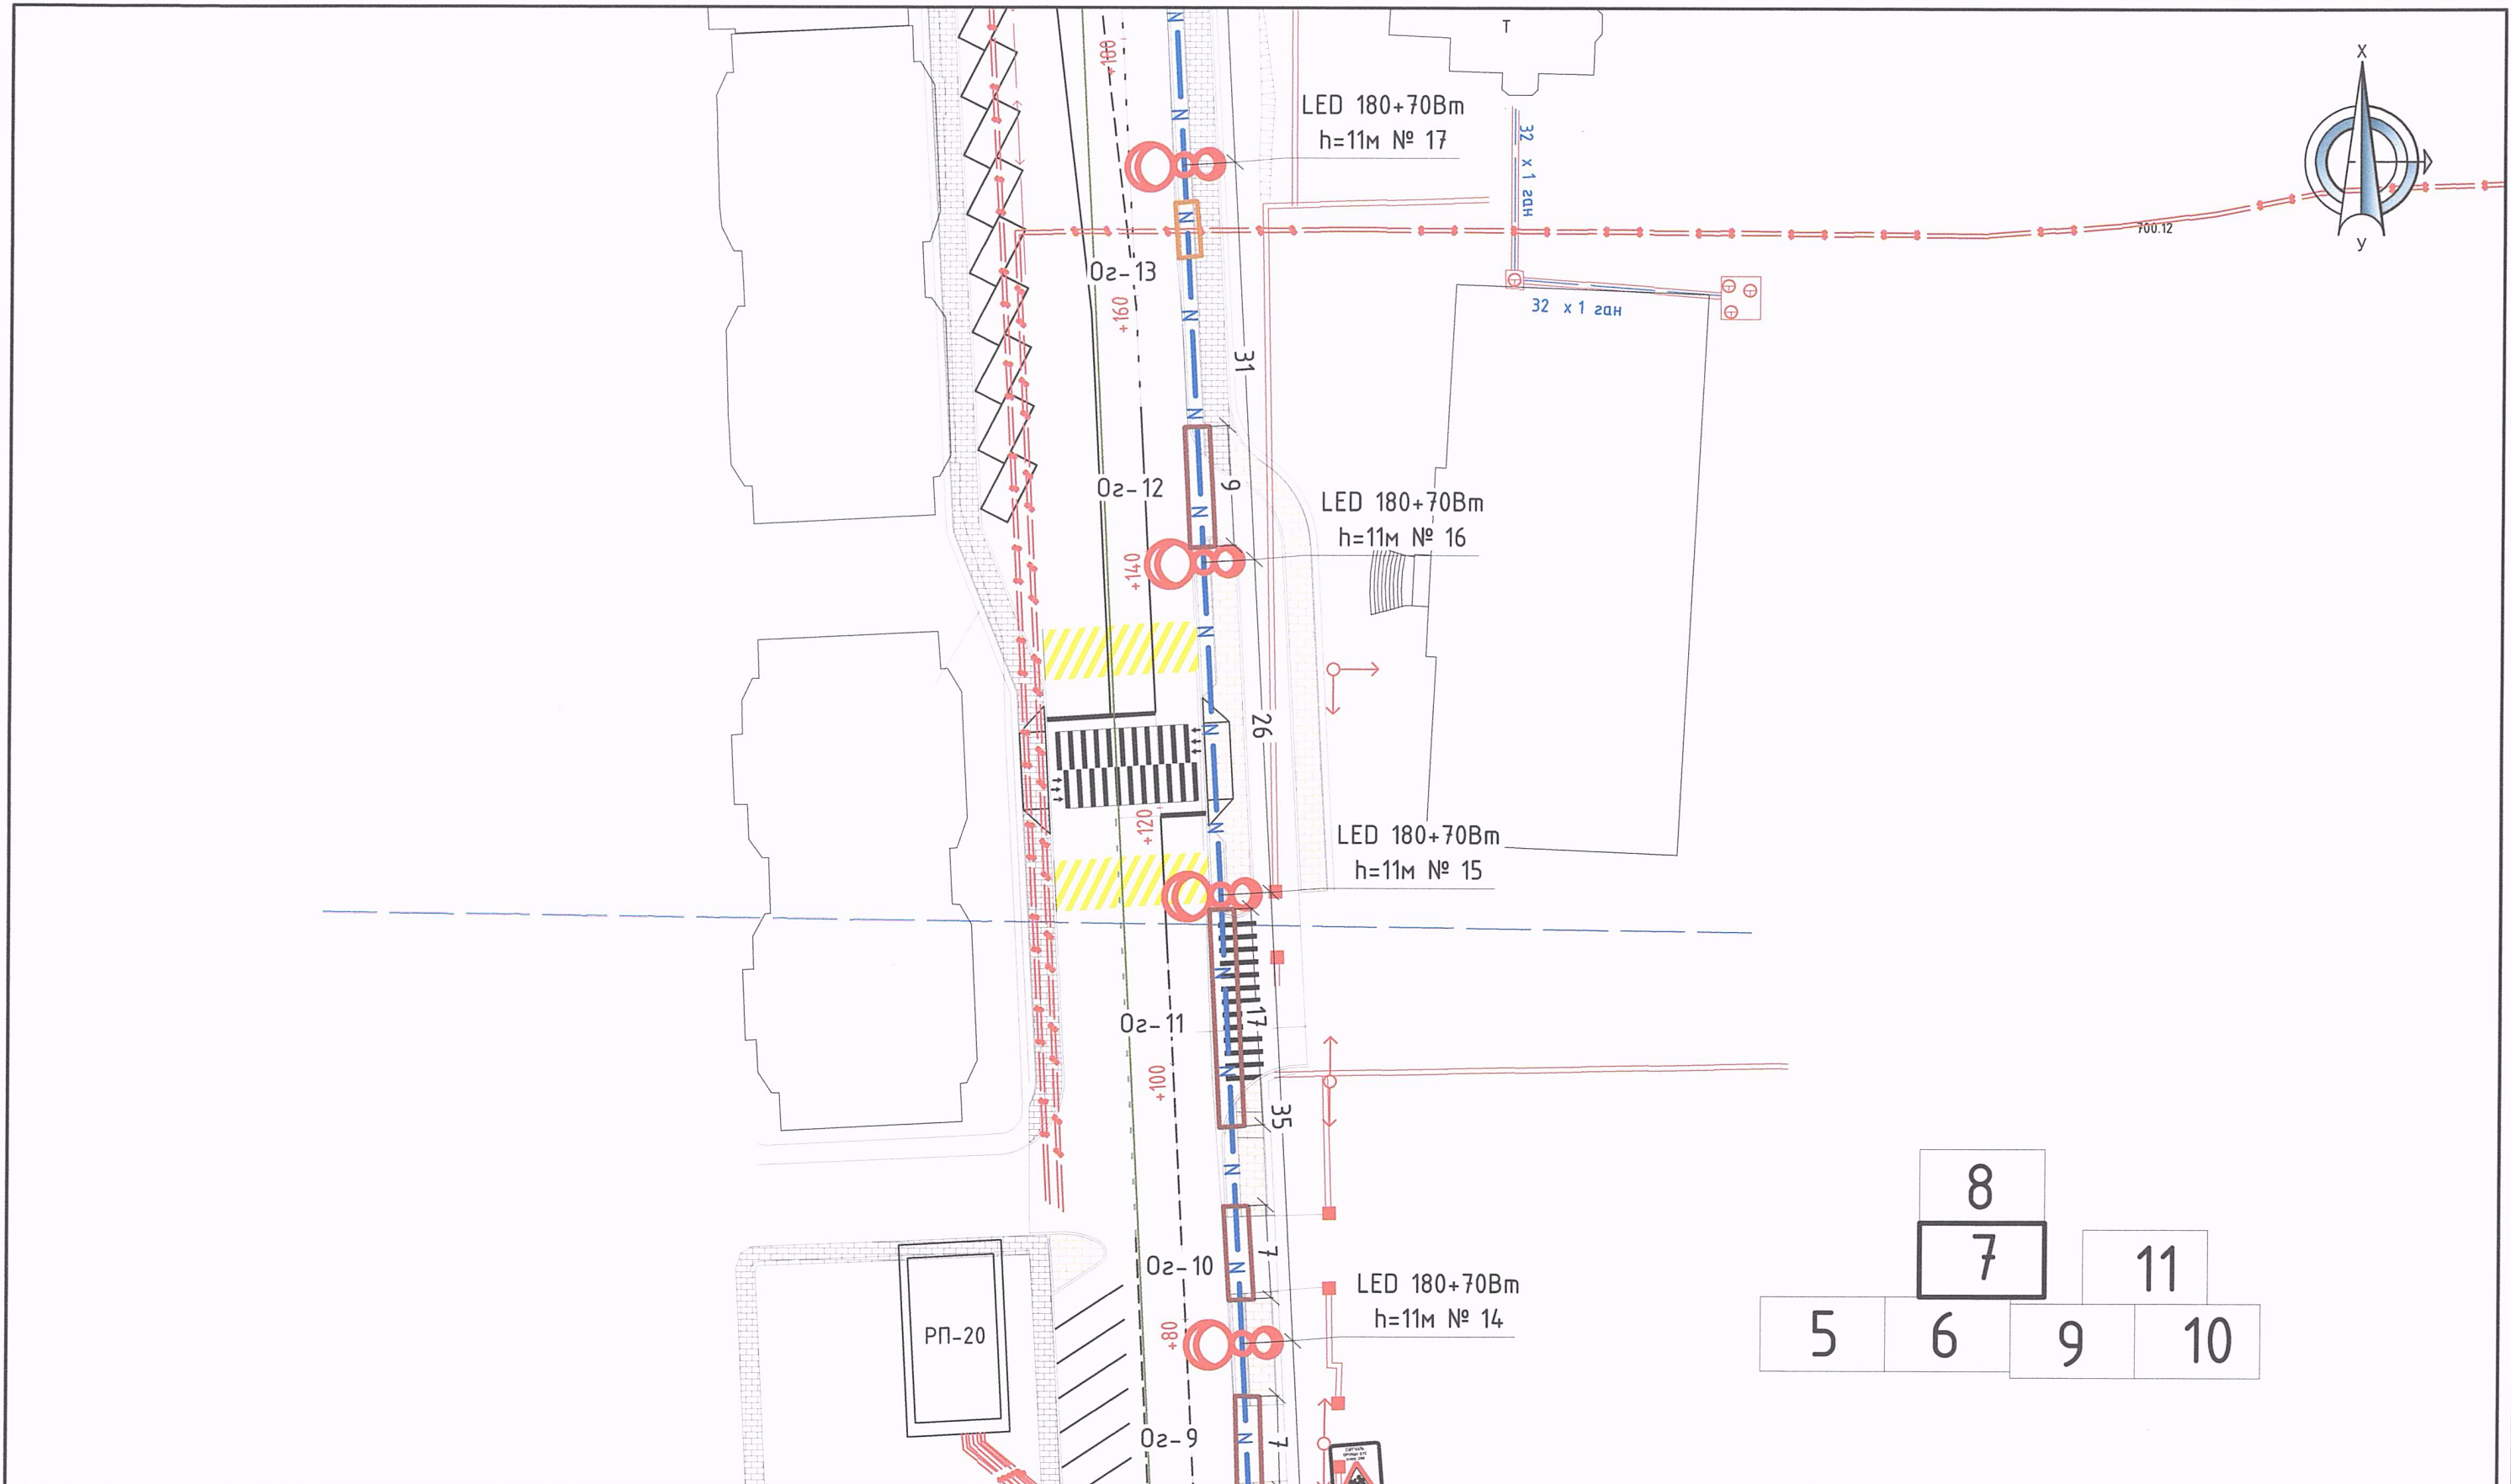 Т
X
+180
LED 180+70Вт
h=11м № 17
32 х 1 ган
N
700.12
У
Ог-13
+160
32 х 1 ган
31
Ог-12
9
LED 180+70Вт
h=11м № 16
+140
26
+120
LED 180+70Вт
h=11м № 15
Ог-11
17
+100
35
8
7
11
5
6
9
10
Ог-10
7
LED 180+70Вт
h=11м № 14
+80
РП-20
Ог-9
7